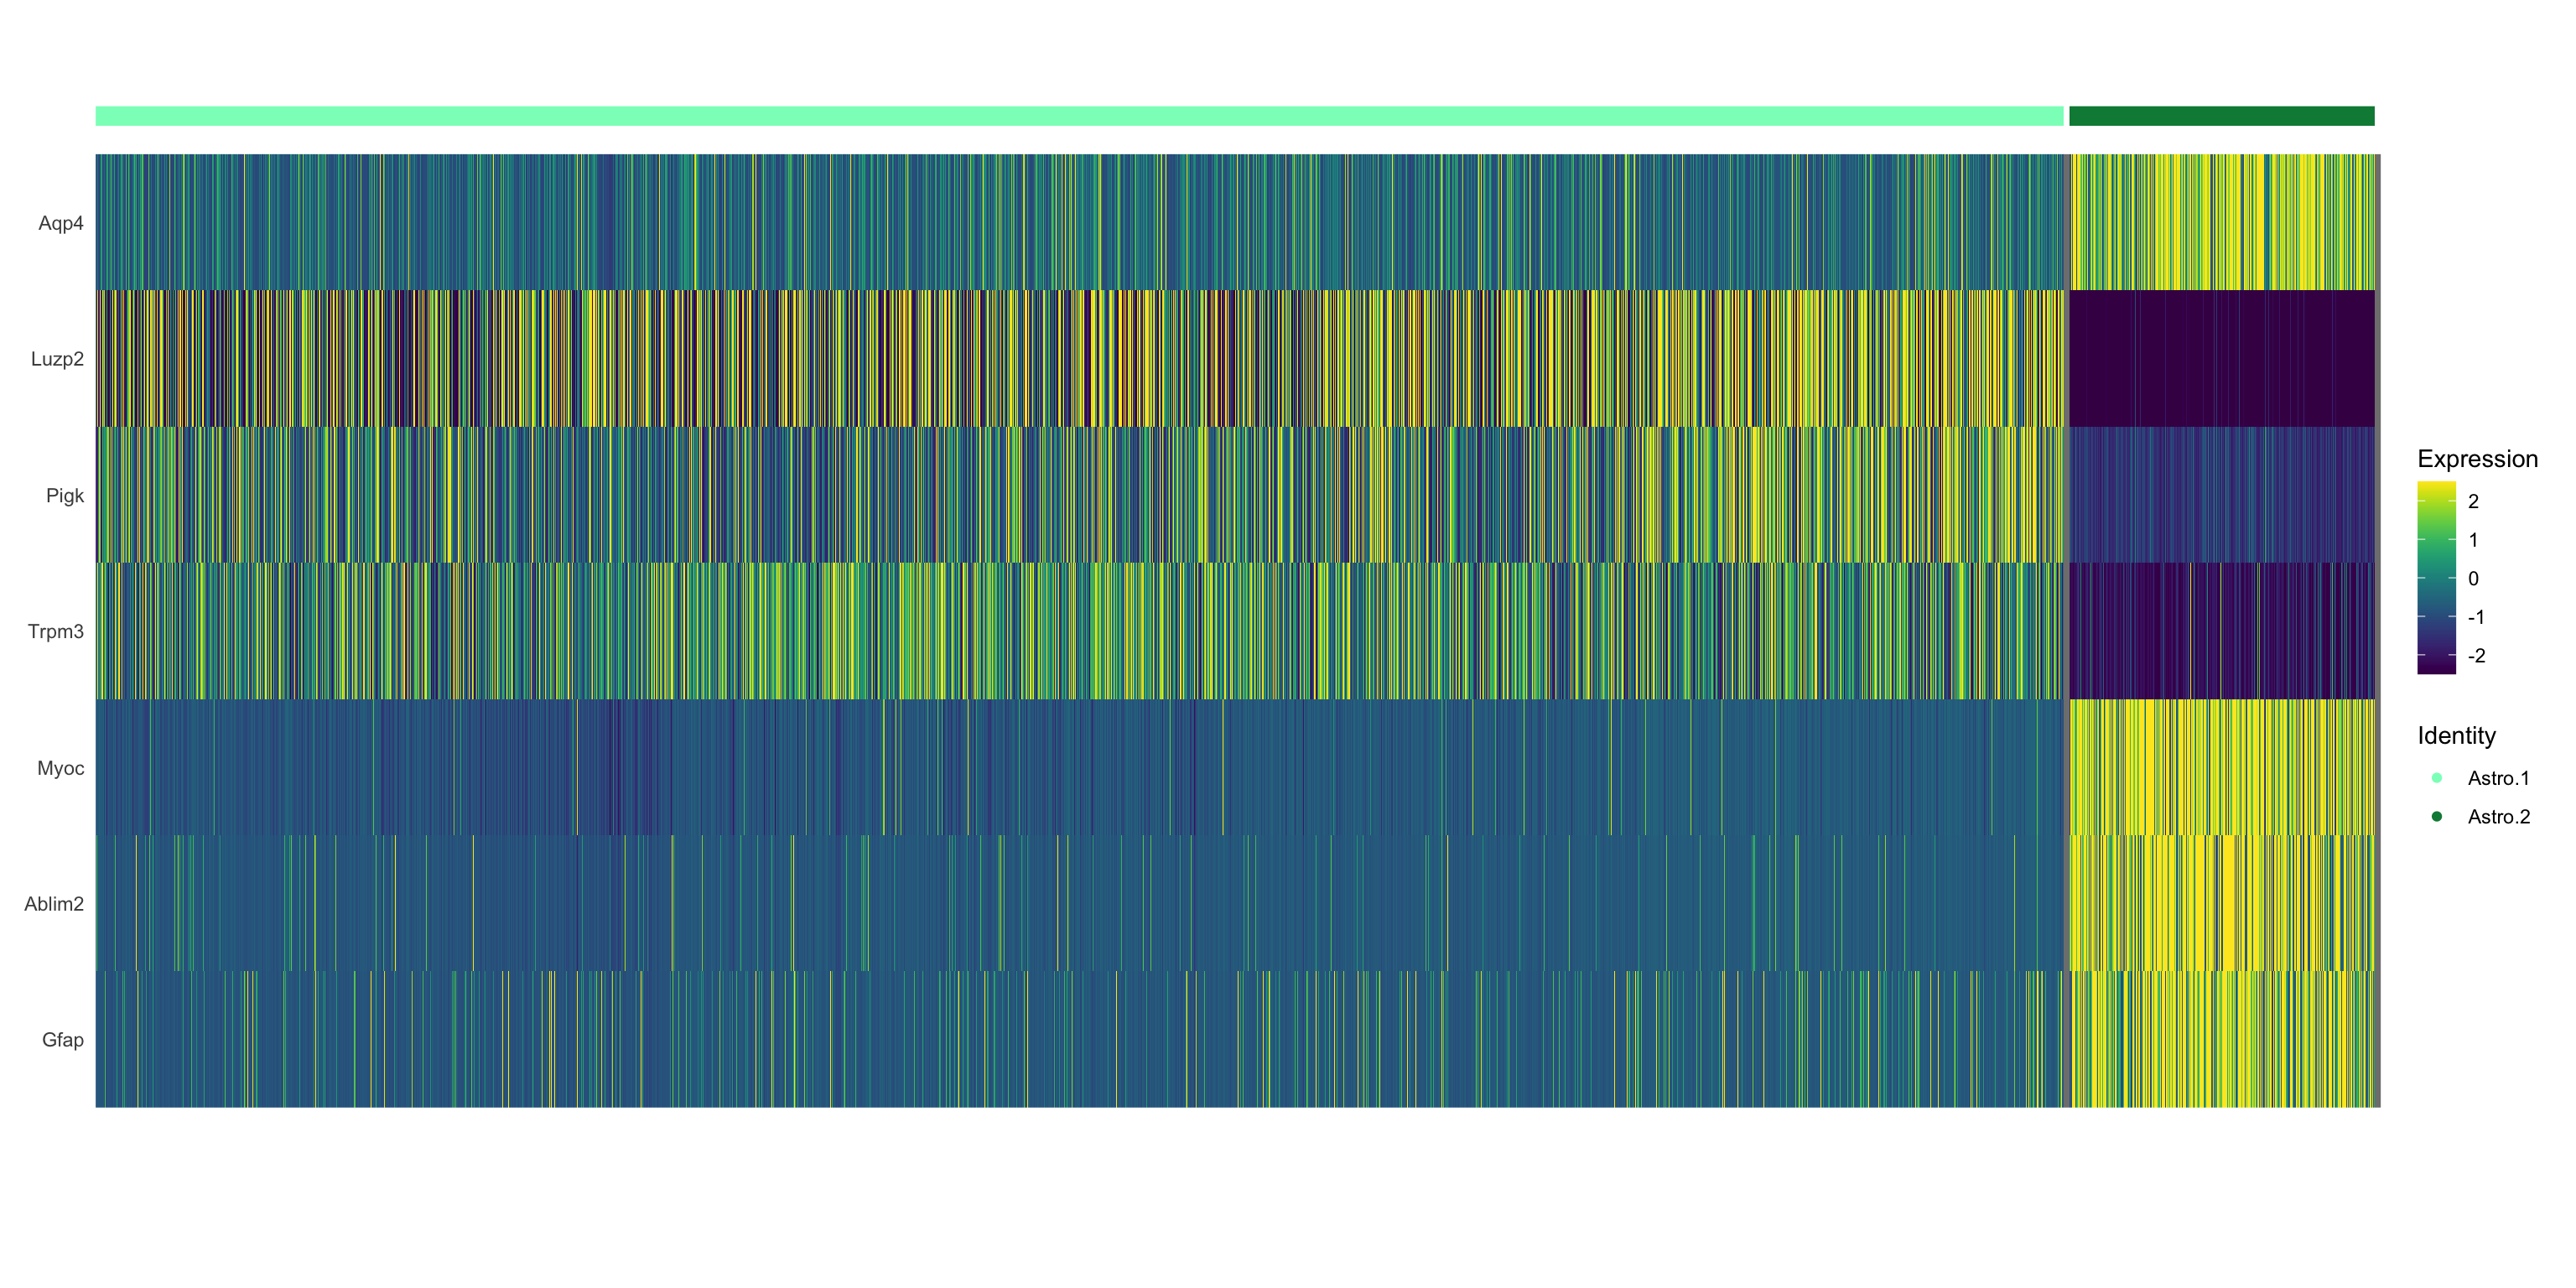 Aqp4
Luzp2
Pigk
Trpm3
Myoc
Ablim2
Gfap
Expression
2
1
0
-1
-2
Identity
Astro.1
Astro.2